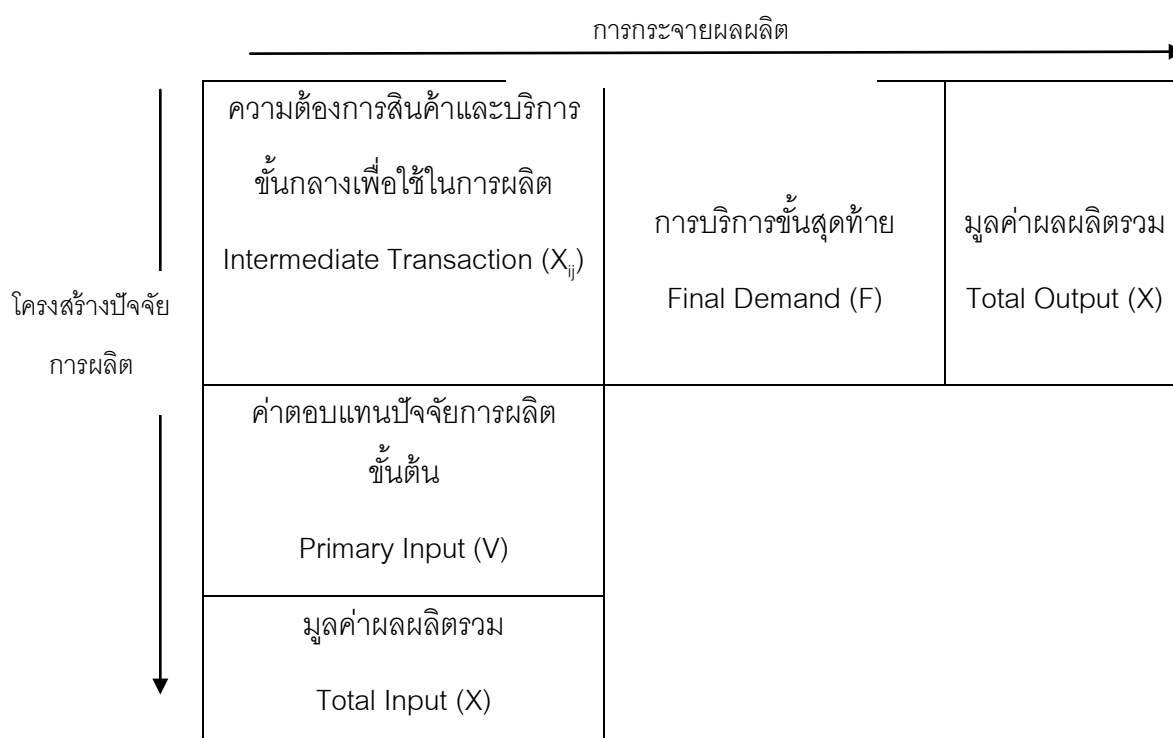 การกระจายผลผลิต
ความต้องการสินค้าและบริการ
ขั้นกลางเพื่อใช้ในการผลิต
Intermediate Transaction (Xij)
การบริการขั้นสุดท้าย
Final Demand (F)
มูลค่าผลผลิตรวม
Total Output (X)
โครงสร้างปัจจัย
การผลิต
ค่าตอบแทนปัจจัยการผลิต
ขั้นต้น
Primary Input (V)
มูลค่าผลผลิตรวม
Total Input (X)